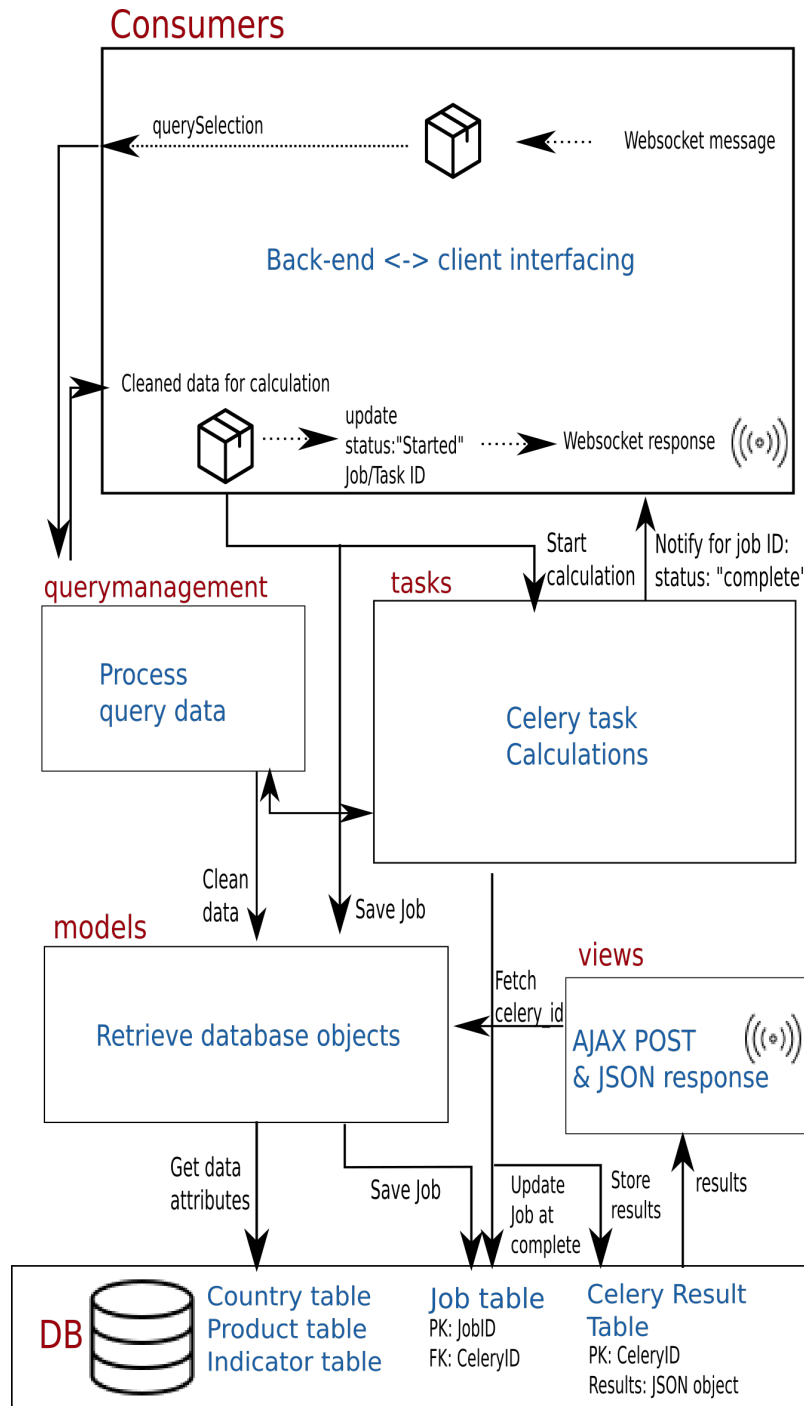 Consumers
querySelection
Websocket message
Back-end <-> client interfacing
Cleaned data for calculation
update
status:"Started"
Job/Task ID
Websocket response
Start
calculation
Notify for job ID:
status: "complete"
querymanagement
tasks
Process
query data
Celery task
Calculations
Clean
data
Save Job
models
views
Fetch
celery_id
Retrieve database objects
AJAX POST
& JSON response
Get data
attributes
Save Job
Update
Job at
complete
Store
results
results
DB
Country table
Product table
Indicator table
Job table
PK: JobID
FK: CeleryID
Celery Result
Table
PK: CeleryID
Results: JSON object